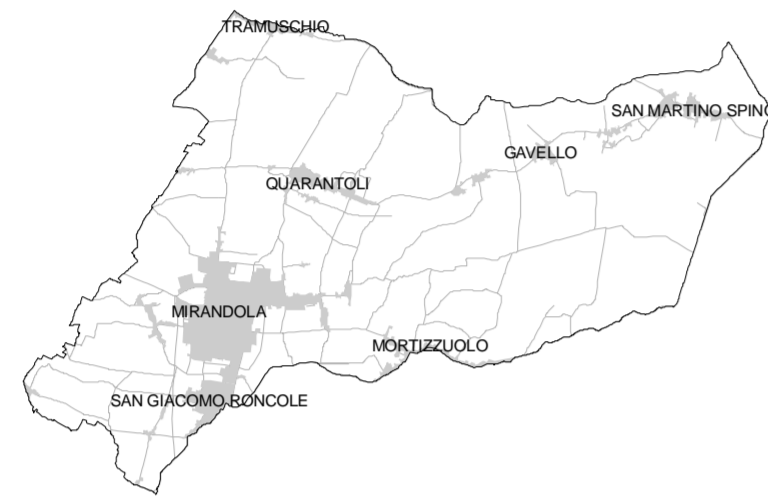 TRAMUSCHIO
SAN MARTINO SPINO
GAVELLO
QUARANTOLI
MIRANDOLA
MORTIZZUOLO
SAN GIACOMO RONCOLE